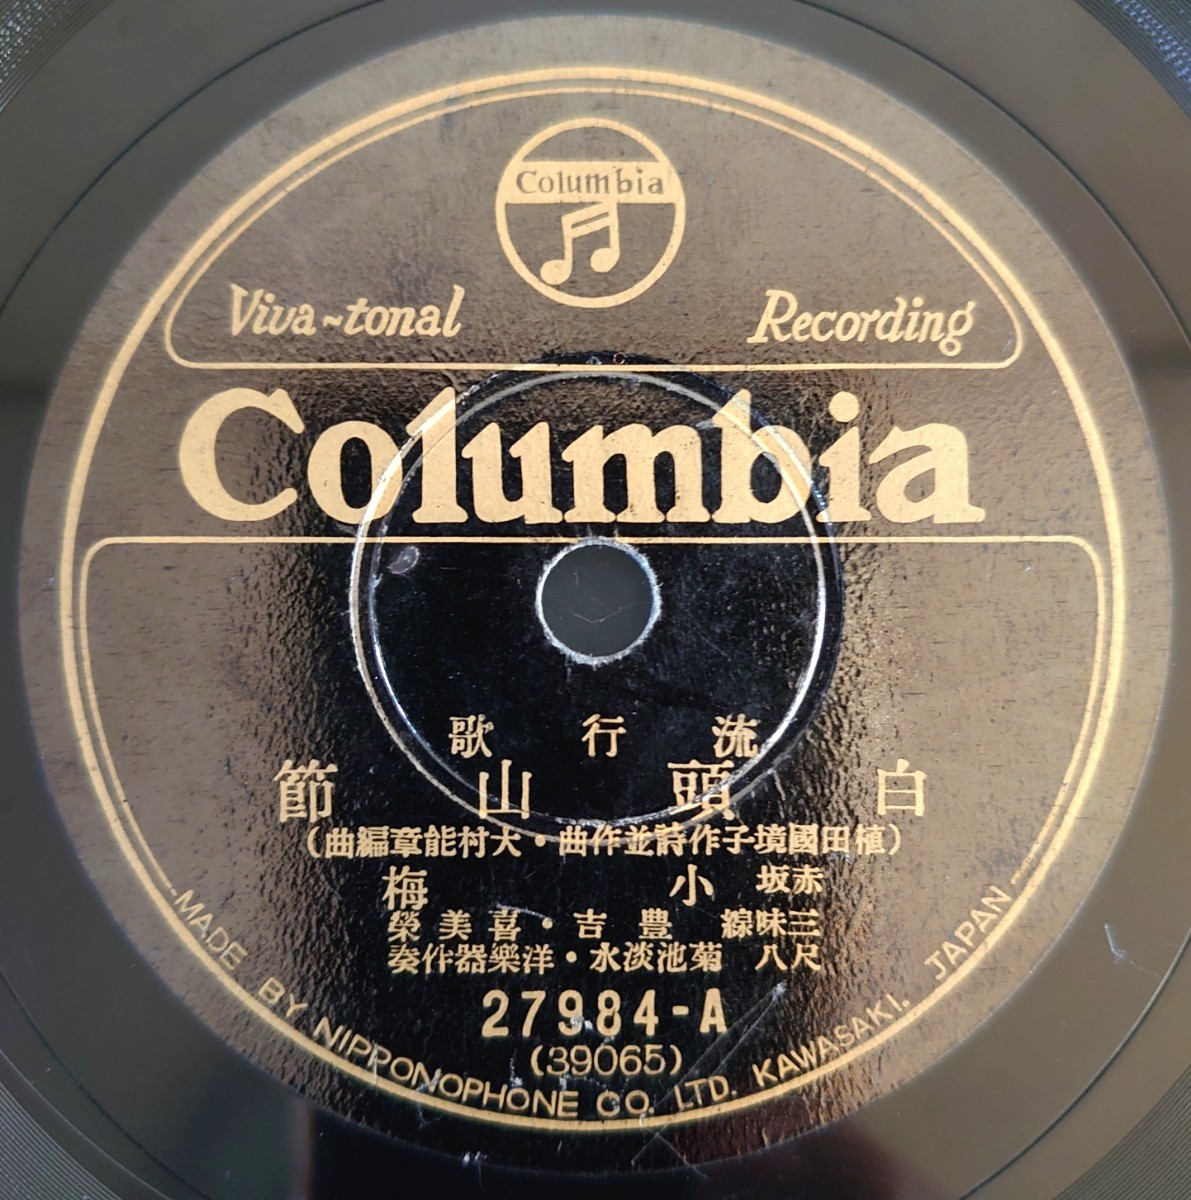 Columbia
Viva-tonal Recording
Columbia
流行歌
白頭山節
(植田國境子作詩並作曲・大村能章編曲)
赤坂 小梅
三味線 豊吉・喜美榮
尺八 菊池淡水・洋樂器伴奏
27984-A
(39065)
MADE BY NIPPONOPHONE CO. LTD. KAWASAKI. JAPAN